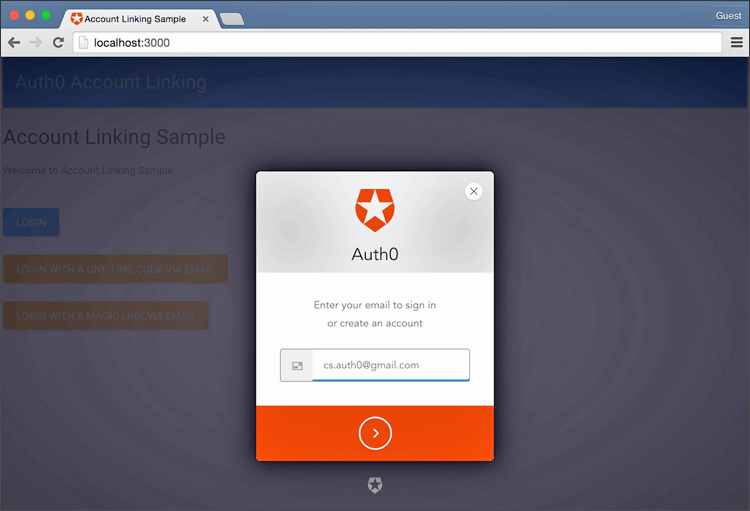 Account Linking Sample
Guest
localhost:3000
Auth0 Account Linking
Account Linking Sample
Welcome to Account Linking Sample
LOGIN
LOGIN WITH A ONE TIME CODE VIA EMAIL
LOGIN WITH A MAGIC LINK VIA EMAIL
Auth0
Enter your email to sign in
or create an account
cs.auth0@gmail.com